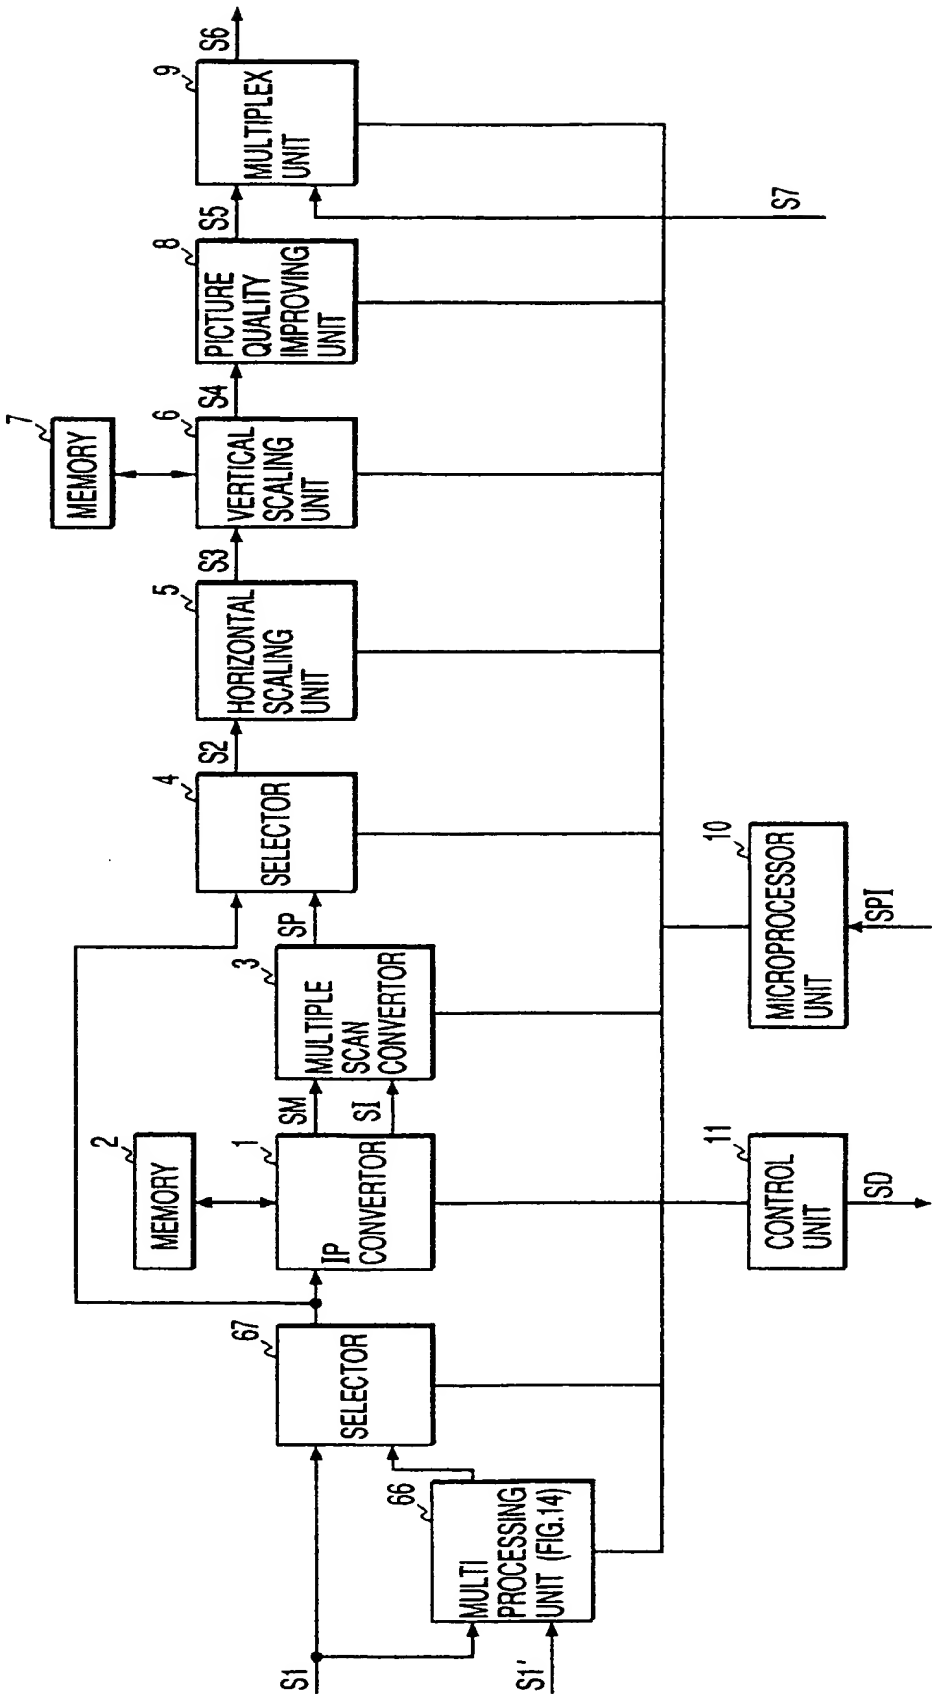 S1
S1'
66
MULTI
PROCESSING
UNIT (FIG.14)
67
SELECTOR
2
MEMORY
1
IP
CONVERTOR
SM
SI
3
MULTIPLE
SCAN
CONVERTOR
SP
4
SELECTOR
S2
5
HORIZONTAL
SCALING
UNIT
S3
7
MEMORY
6
VERTICAL
SCALING
UNIT
S4
8
PICTURE
QUALITY
IMPROVING
UNIT
S5
9
MULTIPLEX
UNIT
S6
S7
11
CONTROL
UNIT
SD
10
MICROPROCESSOR
UNIT
SPI